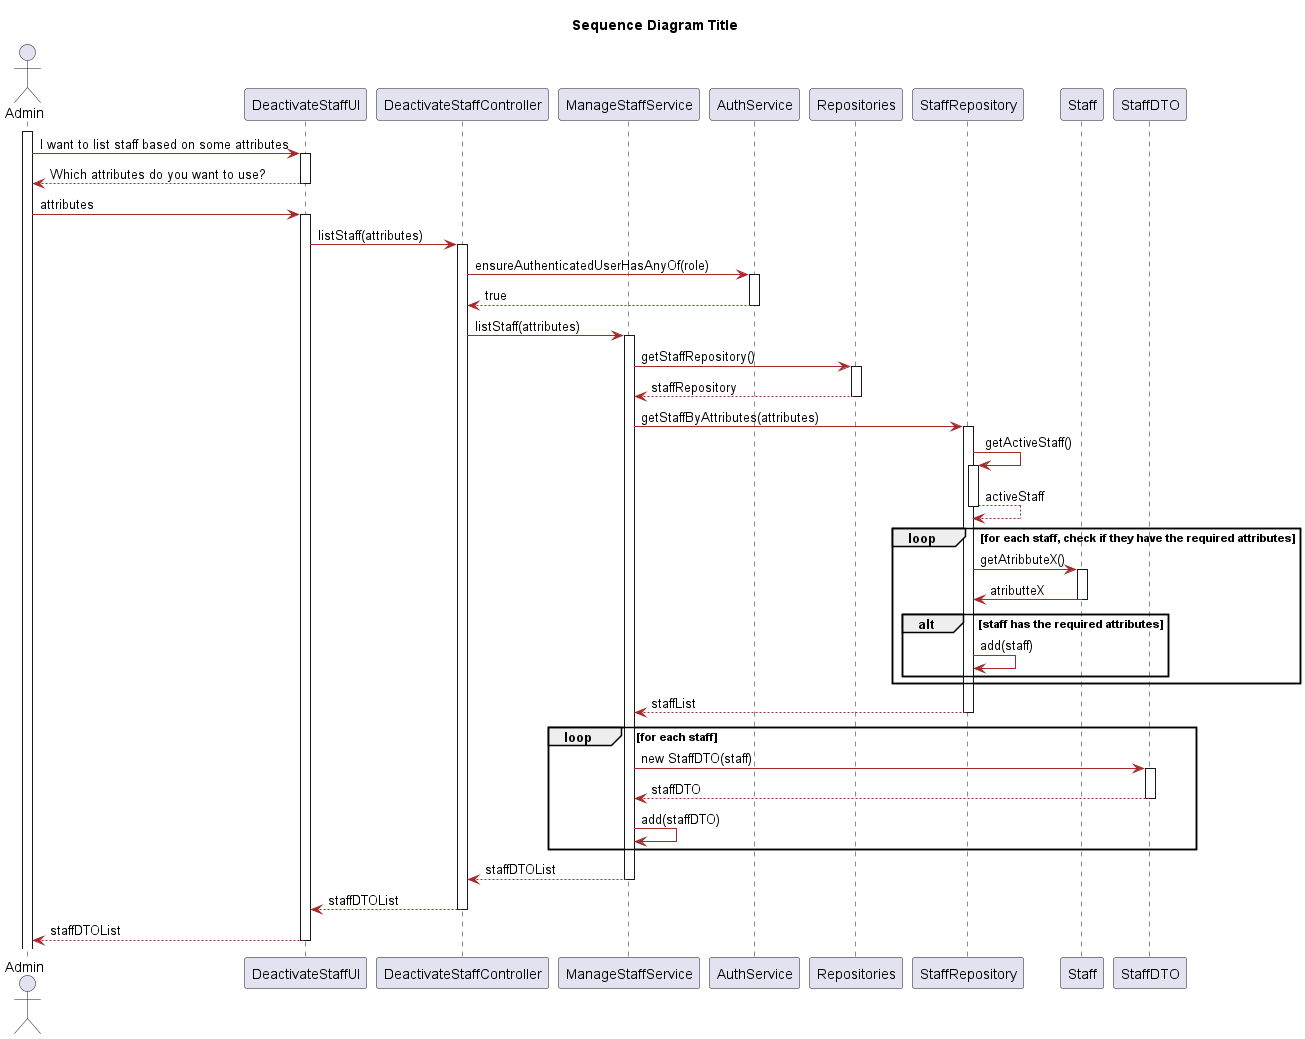 Sequence Diagram Title
Admin
DeactivateStaffUI
DeactivateStaffController
ManageStaffService
AuthService
Repositories
StaffRepository
Staff
StaffDTO
I want to list staff based on some attributes
Which attributes do you want to use?
attributes
listStaff(attributes)
ensureAuthenticatedUserHasAnyOf(role)
true
listStaff(attributes)
getStaffRepository()
staffRepository
getStaffByAttributes(attributes)
getActiveStaff()
activeStaff
loop [for each staff, check if they have the required attributes]
getAtribbuteX()
atributteX
alt [staff has the required attributes]
add(staff)
staffList
loop [for each staff]
new StaffDTO(staff)
staffDTO
add(staffDTO)
staffDTOList
staffDTOList
staffDTOList
Admin
DeactivateStaffUI
DeactivateStaffController
ManageStaffService
AuthService
Repositories
StaffRepository
Staff
StaffDTO